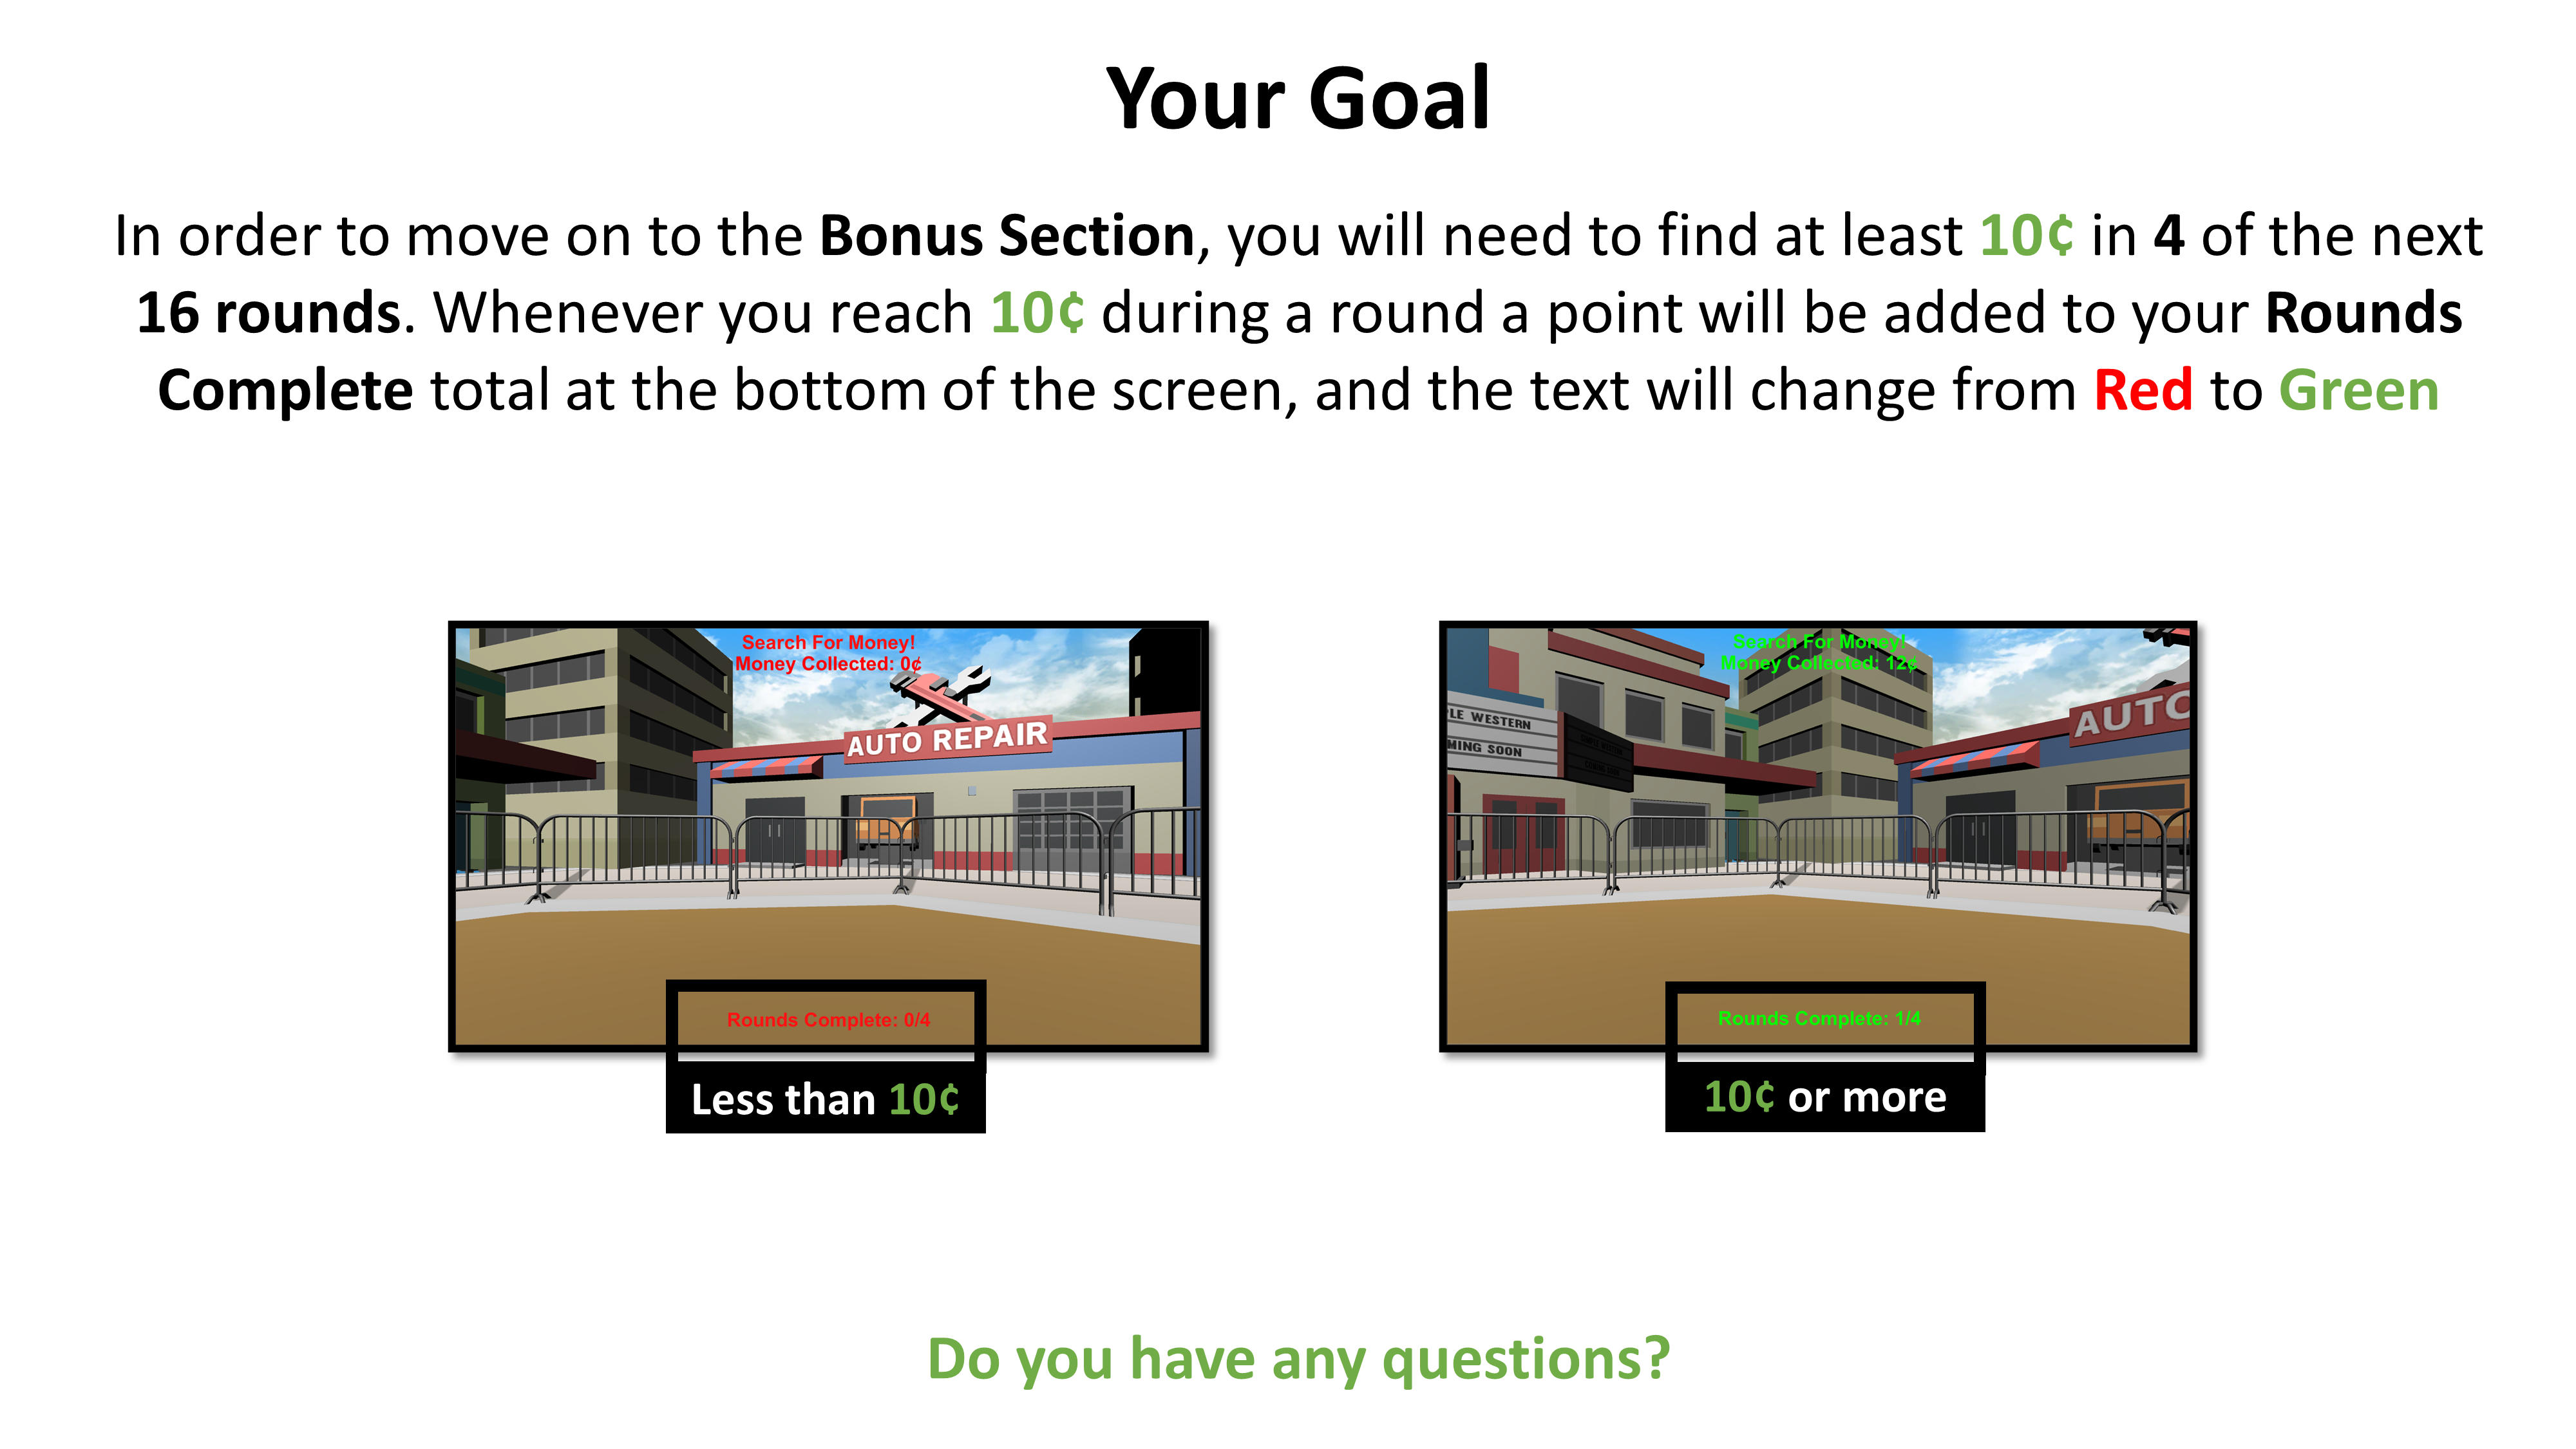 Your Goal
In order to move on to the Bonus Section, you will need to find at least 10¢ in 4 of the next
16 rounds. Whenever you reach 10¢ during a round a point will be added to your Rounds
Complete total at the bottom of the screen, and the text will change from Red to Green
Search For Money!
Money Collected: 0¢
AUTO REPAIR
Rounds Complete: 0/4
Less than 10¢
Search For Money!
Money Collected: 12¢
LE WESTERN
MING SOON
AUTO
Rounds Complete: 1/4
10¢ or more
Do you have any questions?